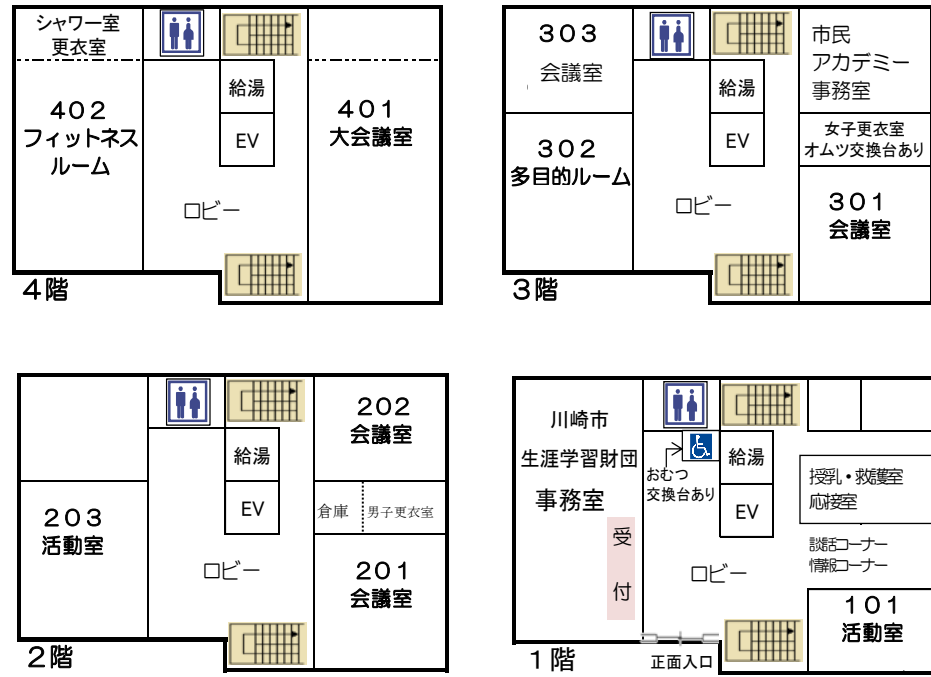 シャワー室
更衣室
402
フィットネス
ルーム
給湯
EV
ロビー
401
大会議室
4階
303
会議室
302
多目的ルーム
給湯
EV
ロビー
市民
アカデミー
事務室
女子更衣室
オムツ交換台あり
301
会議室
3階
203
活動室
給湯
EV
ロビー
202
会議室
倉庫
男子更衣室
201
会議室
2階
川崎市
生涯学習財団
事務室
受
付
おむつ
交換台あり
給湯
EV
ロビー
授乳・救護室
応接室
談話コーナー
情報コーナー
101
活動室
1階
正面入口